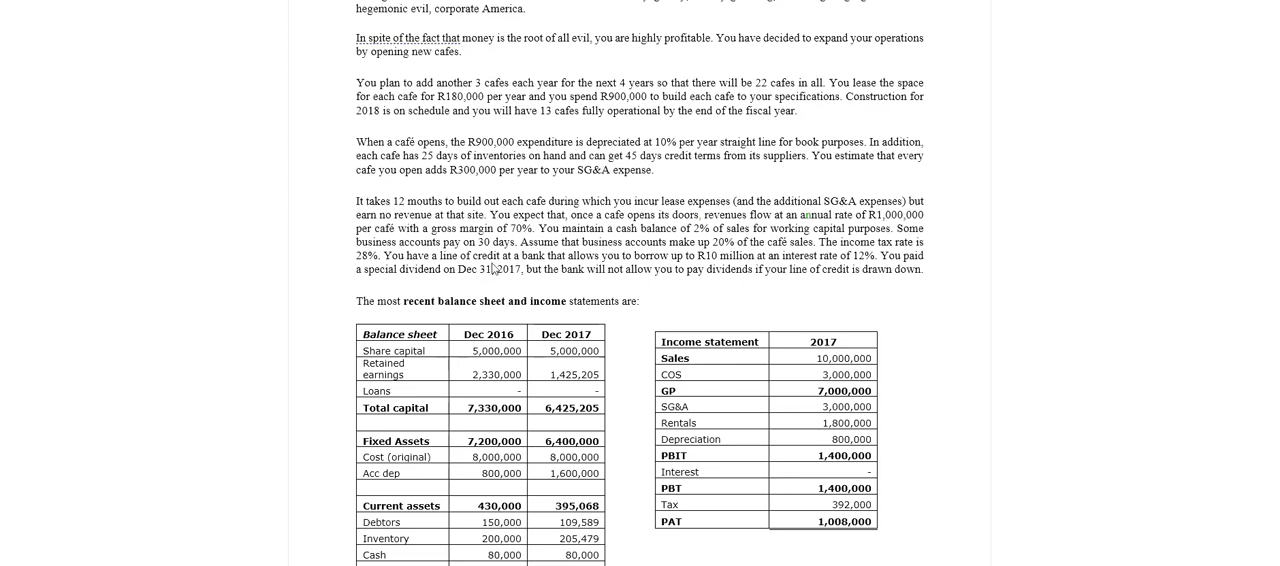 hegemonic evil, corporate America.
In spite of the fact that money is the root of all evil, you are highly profitable. You have decided to expand your operations
by opening new cafes.
You plan to add another 3 cafes each year for the next 4 years so that there will be 22 cafes in all. You lease the space
for each cafe for R180,000 per year and you spend R900,000 to build each cafe to your specifications. Construction for
2018 is on schedule and you will have 13 cafes fully operational by the end of the fiscal year.
When a café opens, the R900,000 expenditure is depreciated at 10% per year straight line for book purposes. In addition,
each cafe has 25 days of inventories on hand and can get 45 days credit terms from its suppliers. You estimate that every
cafe you open adds R300,000 per year to your SG&A expense.
It takes 12 mouths to build out each cafe during which you incur lease expenses (and the additional SG&A expenses) but
earn no revenue at that site. You expect that, once a cafe opens its doors, revenues flow at an annual rate of R1,000,000
per café with a gross margin of 70%. You maintain a cash balance of 2% of sales for working capital purposes. Some
business accounts pay on 30 days. Assume that business accounts make up 20% of the café sales. The income tax rate is
28%. You have a line of credit at a bank that allows you to borrow up to R10 million at an interest rate of 12%. You paid
a special dividend on Dec 31, 2017, but the bank will not allow you to pay dividends if your line of credit is drawn down.
The most recent balance sheet and income statements are:
Balance sheet Dec 2016 Dec 2017
Share capital 5,000,000 5,000,000
Retained
earnings 2,330,000 1,425,205
Loans - -
Total capital 7,330,000 6,425,205
Fixed Assets 7,200,000 6,400,000
Cost (original) 8,000,000 8,000,000
Acc dep 800,000 1,600,000
Current assets 430,000 395,068
Debtors 150,000 109,589
Inventory 200,000 205,479
Cash 80,000 80,000
Income statement 2017
Sales 10,000,000
COS 3,000,000
GP 7,000,000
SG&A 3,000,000
Rentals 1,800,000
Depreciation 800,000
PBIT 1,400,000
Interest -
PBT 1,400,000
Tax 392,000
PAT 1,008,000